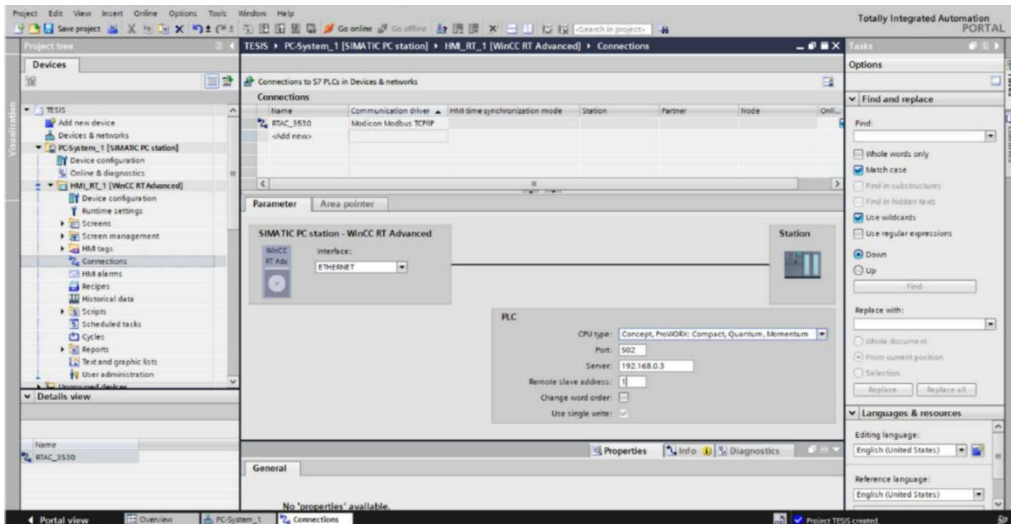 Project Edit View Insert Online Options Tools Window Help
Totally Integrated Automation
PORTAL
Save project
Go online
Go offline
<Search in project>
Project tree
TESIS PC-System_1 [SIMATIC PC station] HMI_RT_1 [WinCC RT Advanced] Connections
Tasks
Devices
Options
Connections to S7 PLCs in Devices & networks
Connections
Name Communication driver HMI time synchronization mode Station Partner Node Onli...
RTAC_3530 Modicon Modbus TCP/IP
<Add new>
TESIS
Add new device
Devices & networks
PC-System_1 [SIMATIC PC station]
Device configuration
Online & diagnostics
HMI_RT_1 [WinCC RT Advanced]
Device configuration
Runtime settings
Screens
Screen management
HMI tags
Connections
HMI alarms
Recipes
Historical data
Scripts
Scheduled tasks
Cycles
Reports
Text and graphic lists
User administration
Ungrouped devices
Details view
Name
RTAC_3530
Visualization
Parameter Area pointer
SIMATIC PC station - WinCC RT Advanced
Station
WinCC
RT Adv
Interface:
ETHERNET
PLC
CPU type: Concept, ProWORX: Compact, Quantum, Momentum
Port: 502
Server: 192.168.0.3
Remote slave address: 1
Change word order:
Use single write:
Properties Info Diagnostics
General
No 'properties' available.
Find and replace
Find:
Whole words only
Match case
Find in substructures
Find in hidden texts
Use wildcards
Use regular expressions
Down
Up
Find
Replace with:
Whole document
From current position
Selection
Replace Replace all
Languages & resources
Editing language:
English (United States)
Reference language:
English (United States)
Portal view Overview PC-System_1 Connections
Project TESIS created.